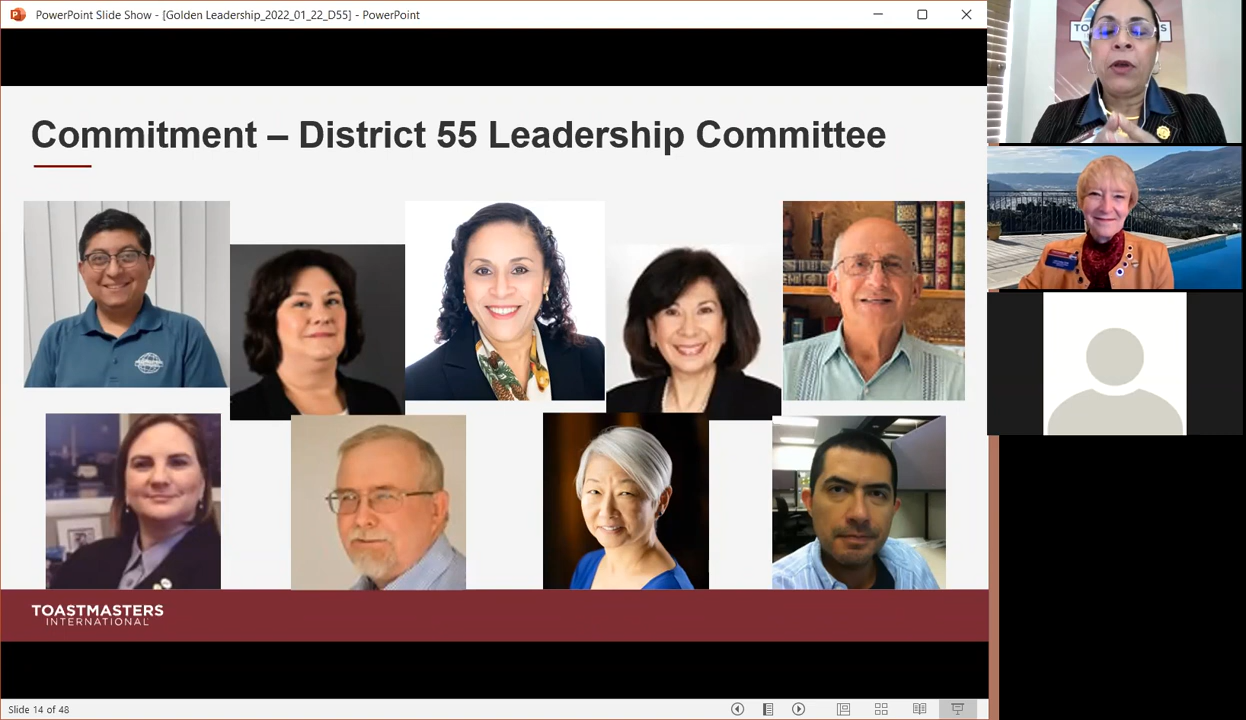 PowerPoint Slide Show - [Golden Leadership_2022_01_22_D55] - PowerPoint
Commitment – District 55 Leadership Committee
TOASTMASTERS
INTERNATIONAL
Slide 14 of 48